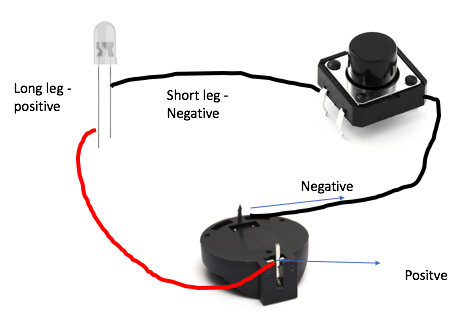 Long leg -
positive
Short leg -
Negative
Negative
Positve